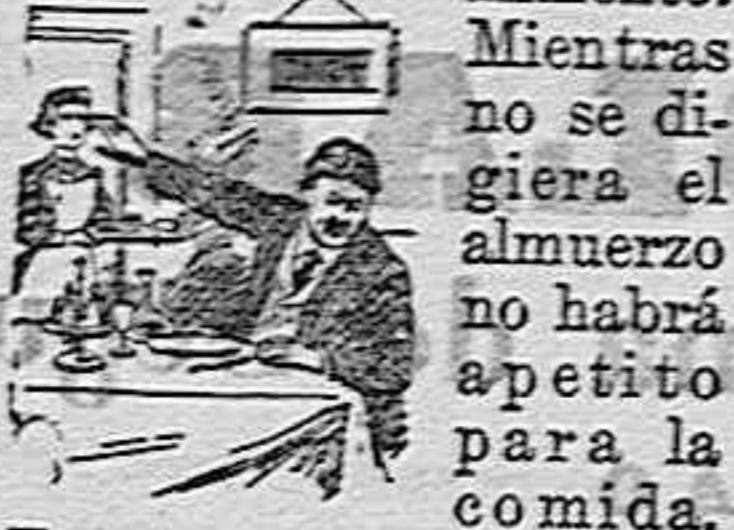 Mientras
no se di-
giera el
almuerzo
no habrá
apetito
para la
comida.